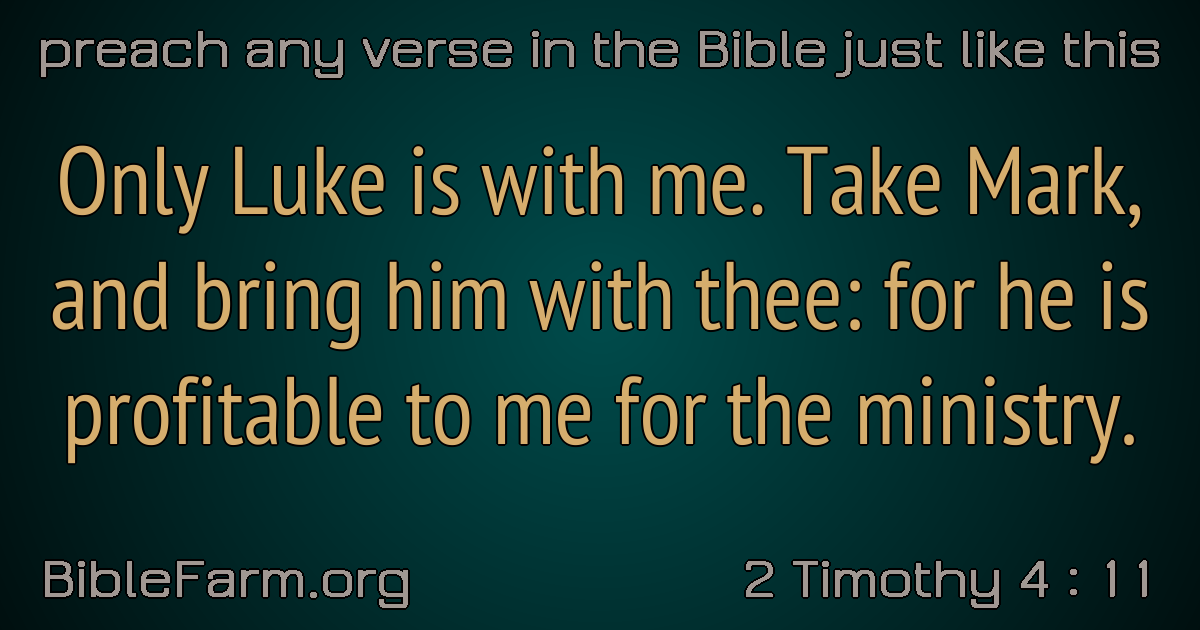 preach any verse in the Bible just like this
Only Luke is with me. Take Mark,
and bring him with thee: for he is
profitable to me for the ministry.
BibleFarm.org
2 Timothy 4 : 11